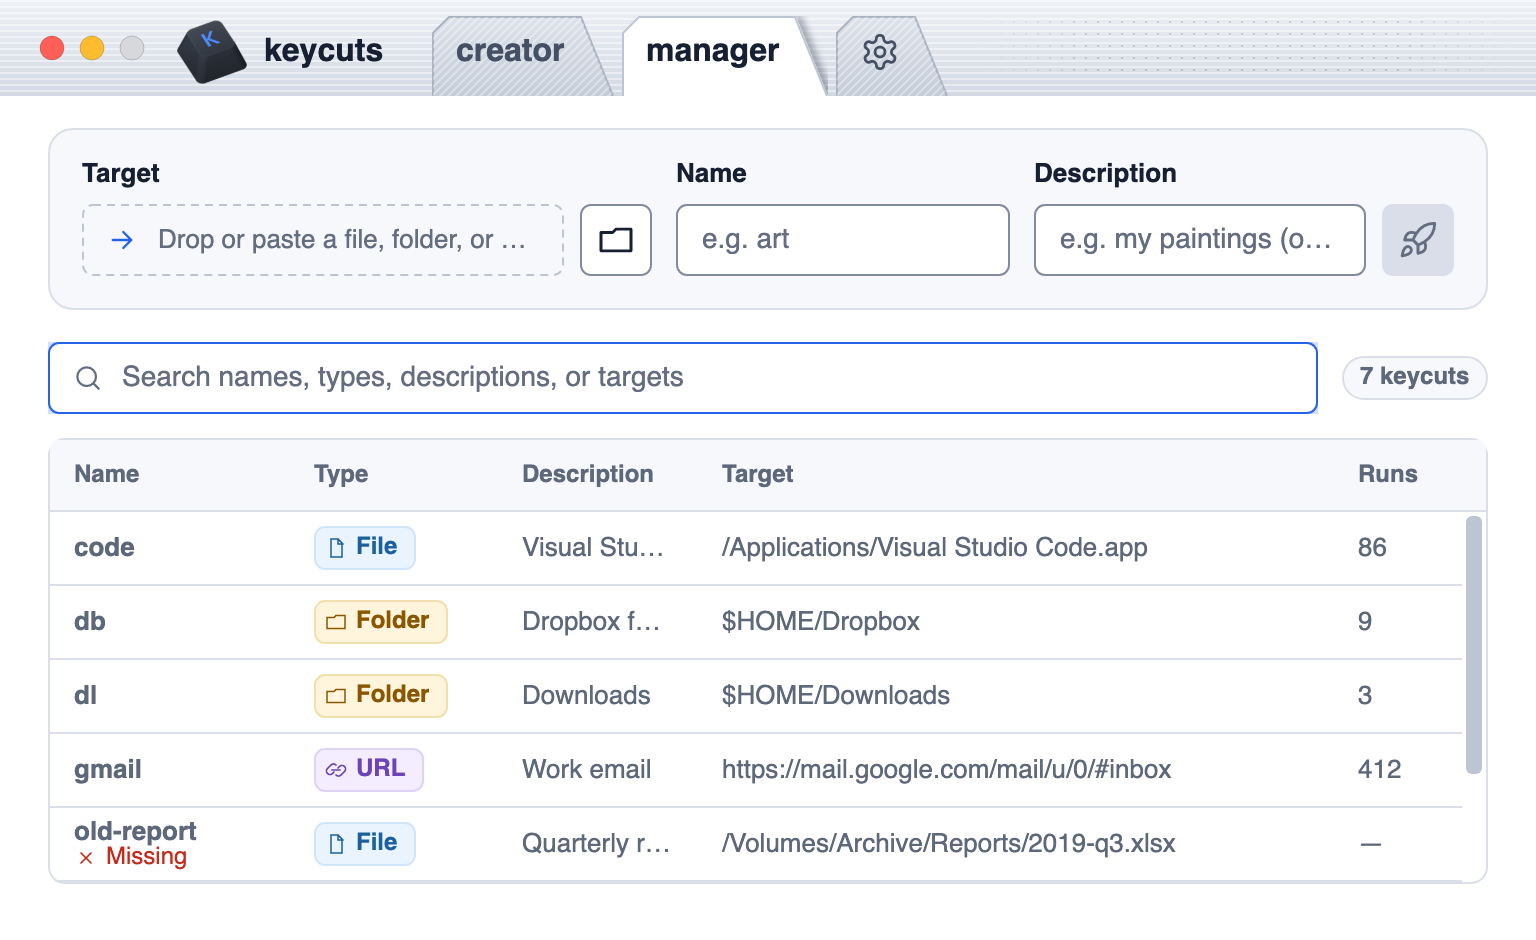 K
keycuts
creator
manager
Target
Name
Description
Drop or paste a file, folder, or …
e.g. art
e.g. my paintings (o…
Search names, types, descriptions, or targets
7 keycuts
Name Type Description Target Runs
code File Visual Stu… /Applications/Visual Studio Code.app 86
db Folder Dropbox f… $HOME/Dropbox 9
dl Folder Downloads $HOME/Downloads 3
gmail URL Work email https://mail.google.com/mail/u/0/#inbox 412
old-report File Quarterly r… /Volumes/Archive/Reports/2019-q3.xlsx —
Missing